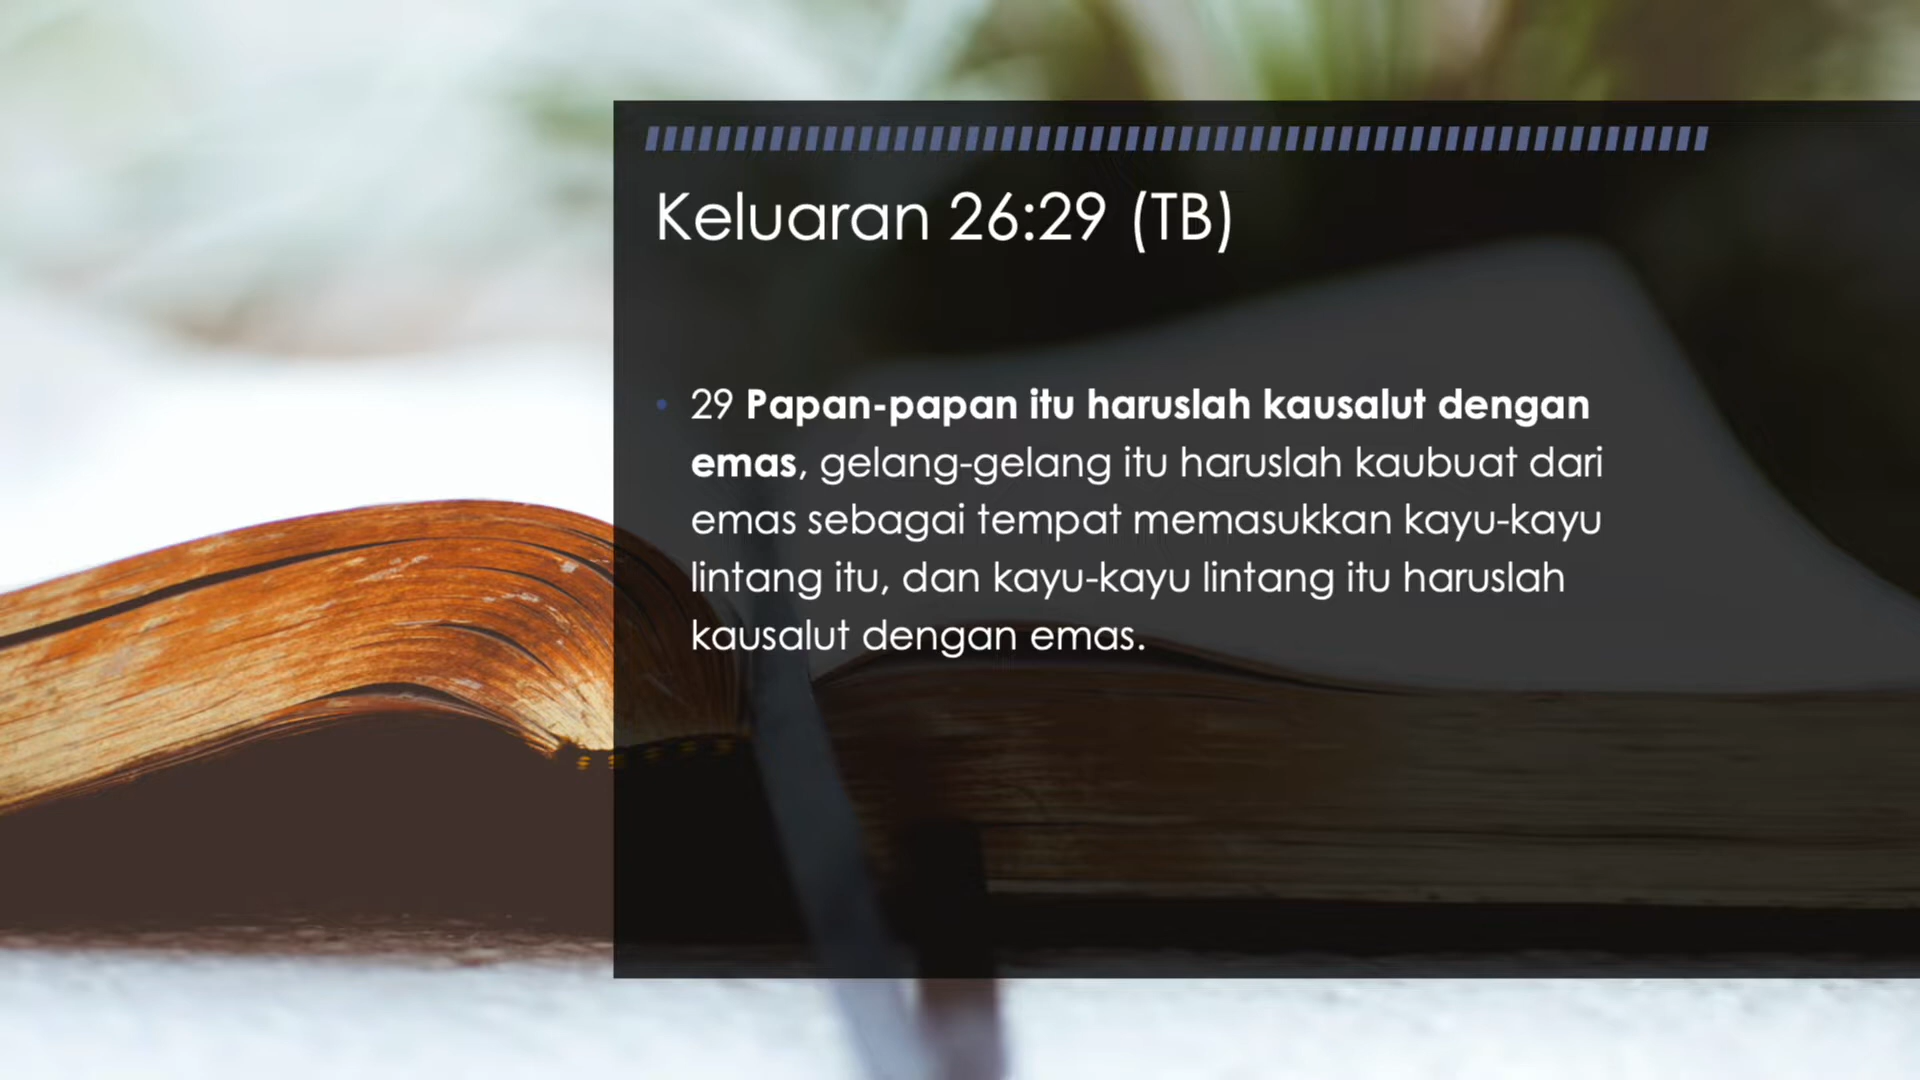 Keluaran 26:29 (TB)
• 29 Papan-papan itu haruslah kausalut dengan
emas, gelang-gelang itu haruslah kaubuat dari
emas sebagai tempat memasukkan kayu-kayu
lintang itu, dan kayu-kayu lintang itu haruslah
kausalut dengan emas.